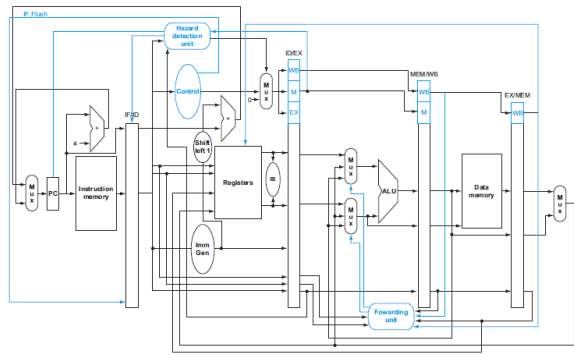 IF.Flush
Hazard
detection
unit
ID/EX
MEM/WB
EX/MEM
WB
WB
WB
Control
M
u
x
0
M
M
EX
IF/ID
+
4
+
Shift
left 1
M
u
x
PC
Instruction
memory
Registers
=
M
u
x
ALU
M
u
x
Data
memory
M
u
x
Imm
Gen
Fowarding
unit